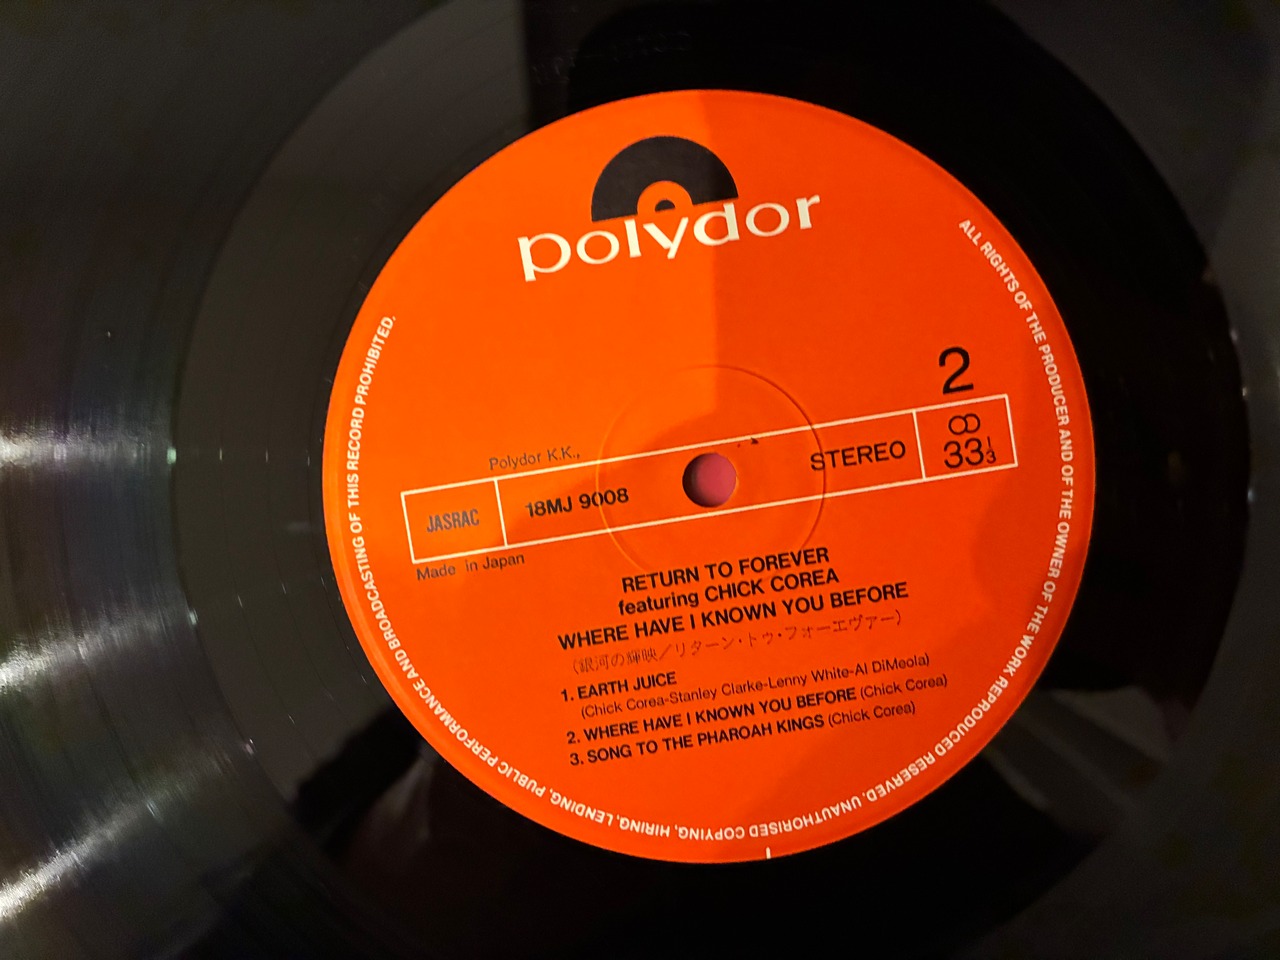 polydor
ALL RIGHTS OF THE PRODUCER AND OF THE OWNER OF THE WORK REPRODUCED RESERVED. UNAUTHORISED COPYING, HIRING, LENDING, PUBLIC PERFORMANCE AND BROADCASTING OF THIS RECORD PROHIBITED.
2
Polydor K.K.,
JASRAC 18MJ 9008 STEREO 33 1/3
Made in Japan
RETURN TO FOREVER
featuring CHICK COREA
WHERE HAVE I KNOWN YOU BEFORE
(銀河の輝映/リターン・トゥ・フォーエヴァー)
1. EARTH JUICE
(Chick Corea-Stanley Clarke-Lenny White-Al DiMeola)
2. WHERE HAVE I KNOWN YOU BEFORE (Chick Corea)
3. SONG TO THE PHAROAH KINGS (Chick Corea)